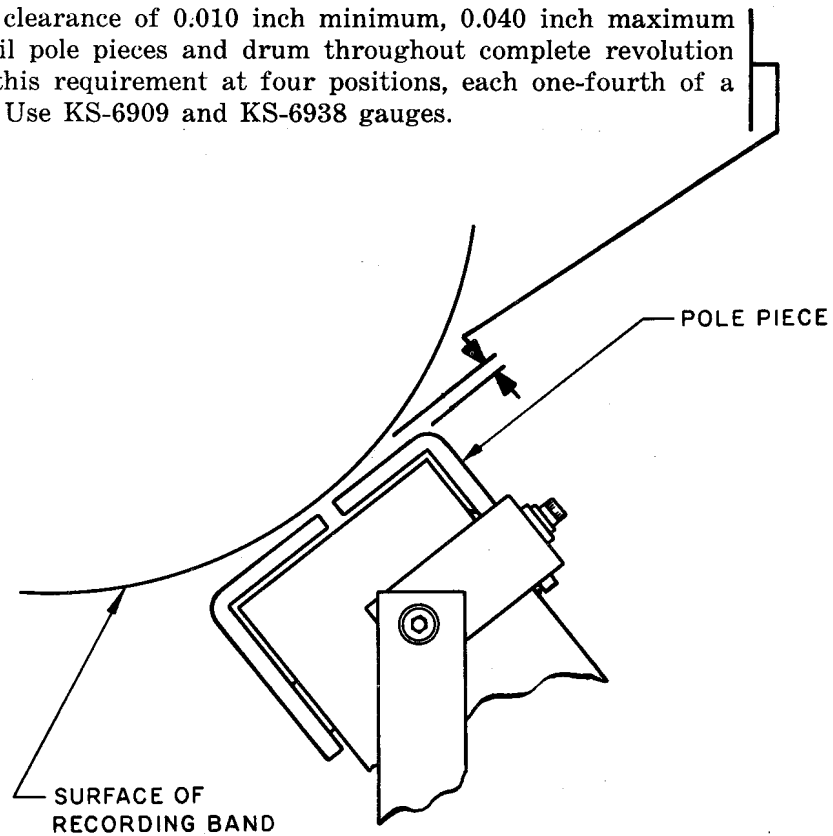 clearance of 0.010 inch minimum, 0.040 inch maximum
il pole pieces and drum throughout complete revolution
this requirement at four positions, each one-fourth of a
Use KS-6909 and KS-6938 gauges.
POLE PIECE
SURFACE OF
RECORDING BAND